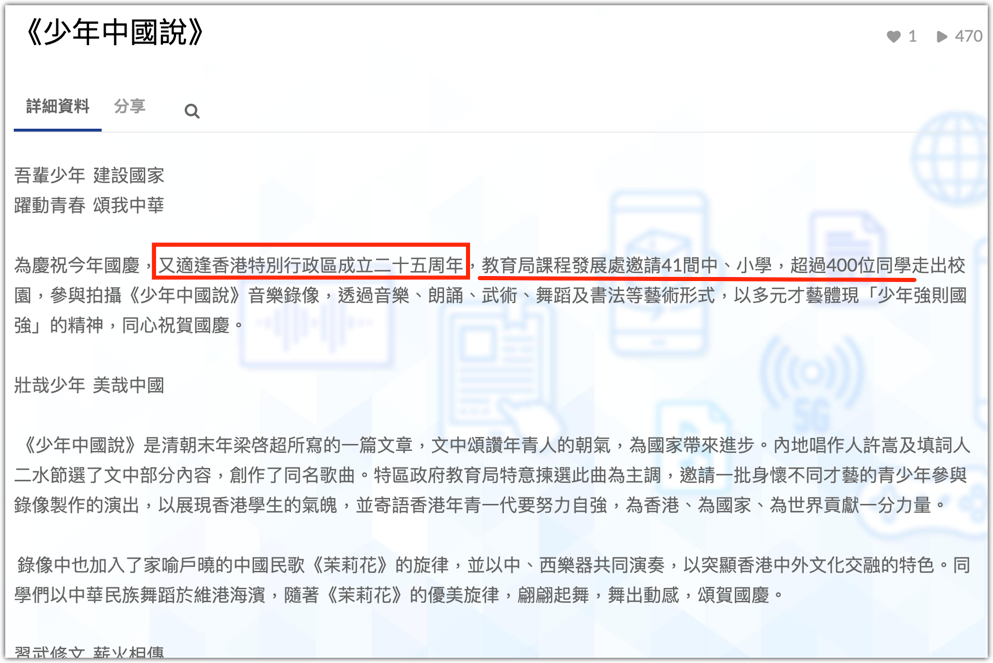 《少年中國說》
1 470
詳細資料 分享
吾輩少年 建設國家
躍動青春 頌我中華
為慶祝今年國慶，又適逢香港特別行政區成立二十五周年，教育局課程發展處邀請41間中、小學，超過400位同學走出校
園，參與拍攝《少年中國說》音樂錄像，透過音樂、朗誦、武術、舞蹈及書法等藝術形式，以多元才藝體現「少年強則國
強」的精神，同心祝賀國慶。
壯哉少年 美哉中國
《少年中國說》是清朝末年梁啓超所寫的一篇文章，文中頌讚年青人的朝氣，為國家帶來進步。內地唱作人許嵩及填詞人
二水節選了文中部分內容，創作了同名歌曲。特區政府教育局特意揀選此曲為主調，邀請一批身懷不同才藝的青少年參與
錄像製作的演出，以展現香港學生的氣魄，並寄語香港年青一代要努力自強，為香港、為國家、為世界貢獻一分力量。
錄像中也加入了家喻戶曉的中國民歌《茉莉花》的旋律，並以中、西樂器共同演奏，以突顯香港中外文化交融的特色。同
學們以中華民族舞蹈於維港海濱，隨著《茉莉花》的優美旋律，翩翩起舞，舞出動感，頌賀國慶。
習武修文 薪火相傳
5G